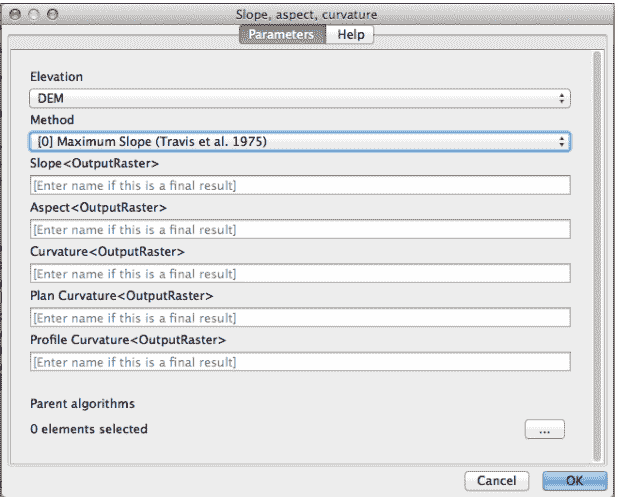 Slope, aspect, curvature
Parameters Help
Elevation
DEM
Method
[0] Maximum Slope (Travis et al. 1975)
Slope<OutputRaster>
[Enter name if this is a final result]
Aspect<OutputRaster>
[Enter name if this is a final result]
Curvature<OutputRaster>
[Enter name if this is a final result]
Plan Curvature<OutputRaster>
[Enter name if this is a final result]
Profile Curvature<OutputRaster>
[Enter name if this is a final result]
Parent algorithms
0 elements selected ...
Cancel OK